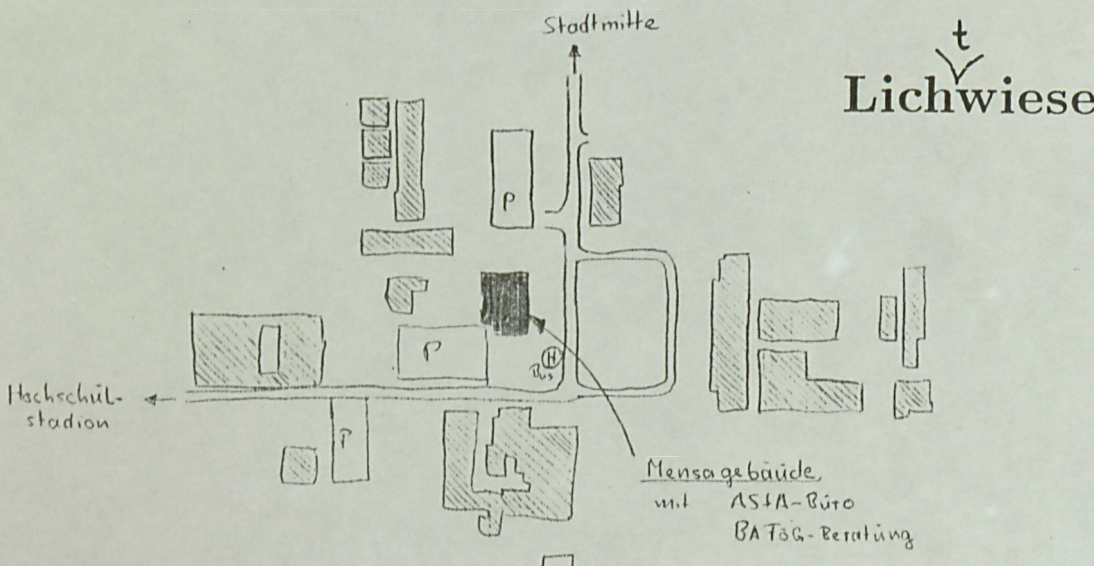 Stadtmitte
t
Lichwiese
P
P
H
Bus
Hochschul-
stadion
P
Mensagebäude
mit AStA-Büro
BAFöG-Beratung